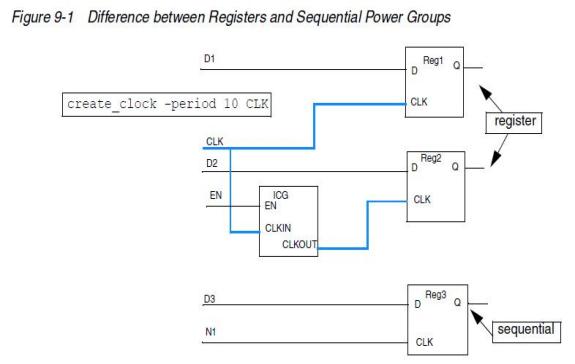 Figure 9-1 Difference between Registers and Sequential Power Groups
D1
Reg1
Q
D
CLK
create_clock -period 10 CLK
register
CLK
D2
Reg2
Q
D
CLK
EN
ICG
EN
CLKIN
CLKOUT
D3
Reg3
Q
D
N1
CLK
sequential